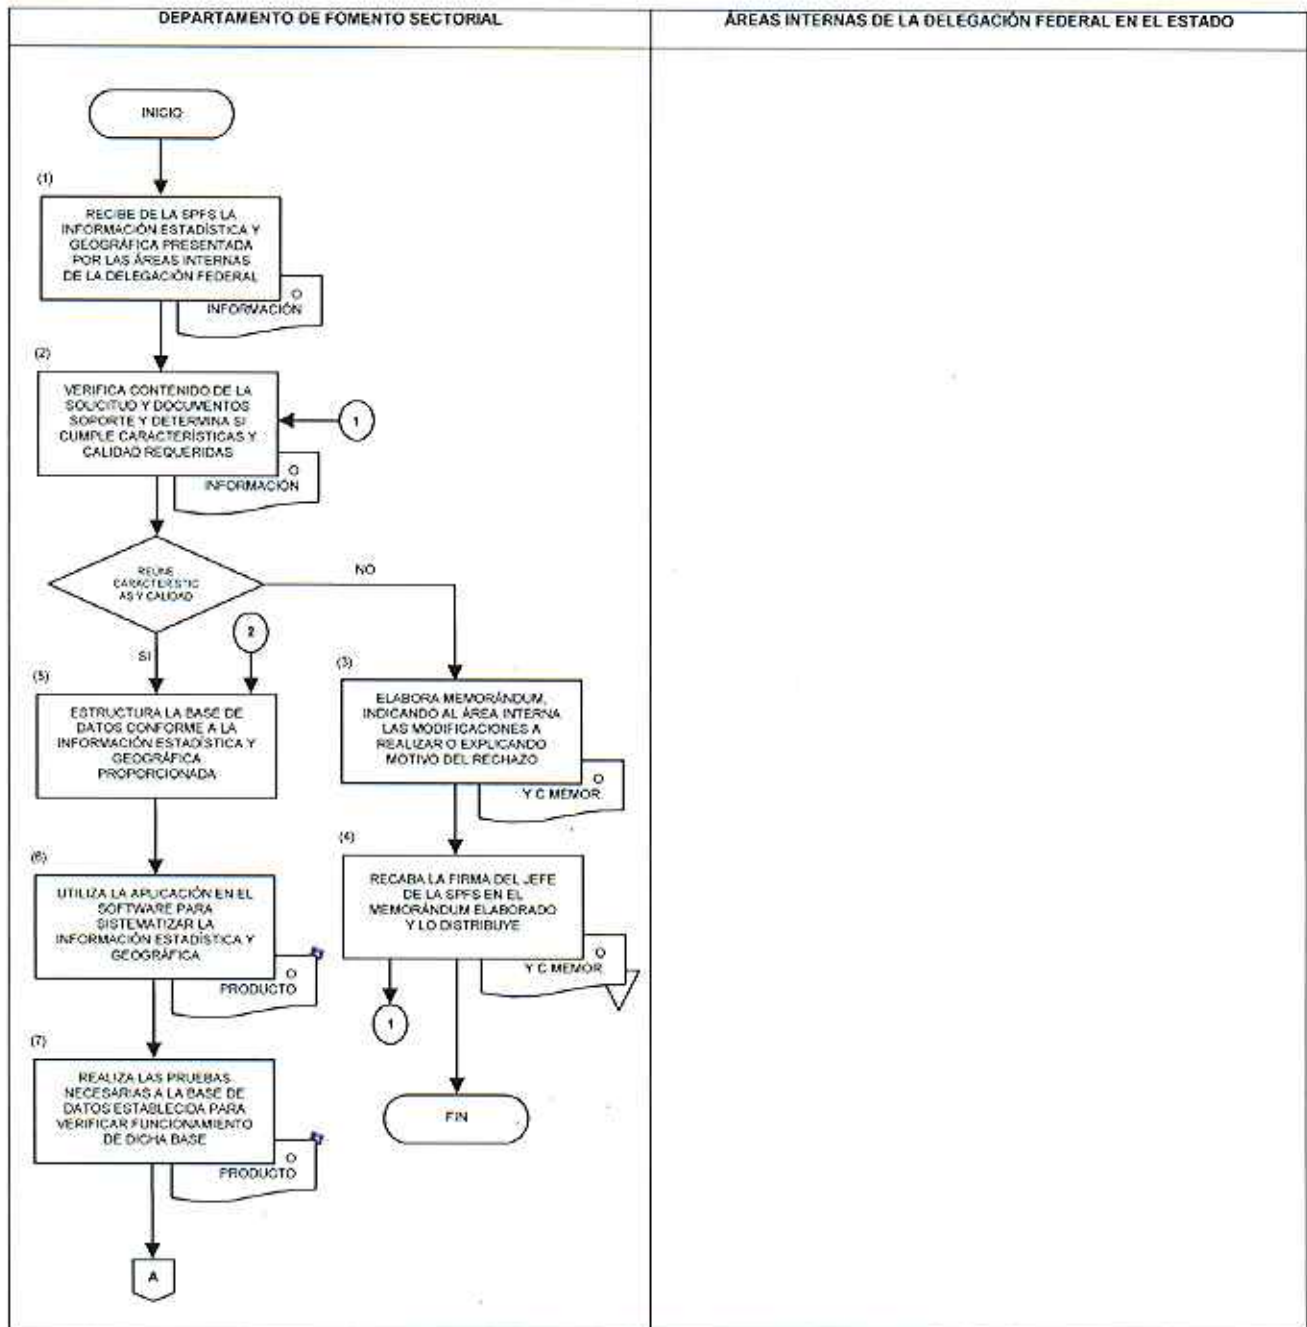 DEPARTAMENTO DE FOMENTO SECTORIAL
ÁREAS INTERNAS DE LA DELEGACIÓN FEDERAL EN EL ESTADO
INICIO
(1)
RECIBE DE LA SPFS LA
INFORMACIÓN ESTADÍSTICA Y
GEOGRÁFICA PRESENTADA
POR LAS ÁREAS INTERNAS
DE LA DELEGACIÓN FEDERAL
O
INFORMACIÓN
(2)
VERIFICA CONTENIDO DE LA
SOLICITUD Y DOCUMENTOS
SOPORTE Y DETERMINA SI
CUMPLE CARACTERÍSTICAS Y
CALIDAD REQUERIDAS
1
O
INFORMACIÓN
REÚNE
CARACTERÍSTIC
AS Y CALIDAD
NO
2
SI
(5)
ESTRUCTURA LA BASE DE
DATOS CONFORME A LA
INFORMACIÓN ESTADÍSTICA Y
GEOGRÁFICA
PROPORCIONADA
(3)
ELABORA MEMORÁNDUM,
INDICANDO AL ÁREA INTERNA
LAS MODIFICACIONES A
REALIZAR O EXPLICANDO
MOTIVO DEL RECHAZO
O
Y C MEMOR.
(6)
UTILIZA LA APLICACIÓN EN EL
SOFTWARE PARA
SISTEMATIZAR LA
INFORMACIÓN ESTADÍSTICA Y
GEOGRÁFICA
O
PRODUCTO
(4)
RECABA LA FIRMA DEL JEFE
DE LA SPFS EN EL
MEMORÁNDUM ELABORADO
Y LO DISTRIBUYE
O
Y C MEMOR.
1
(7)
REALIZA LAS PRUEBAS
NECESARIAS A LA BASE DE
DATOS ESTABLECIDA PARA
VERIFICAR FUNCIONAMIENTO
DE DICHA BASE
O
PRODUCTO
FIN
A